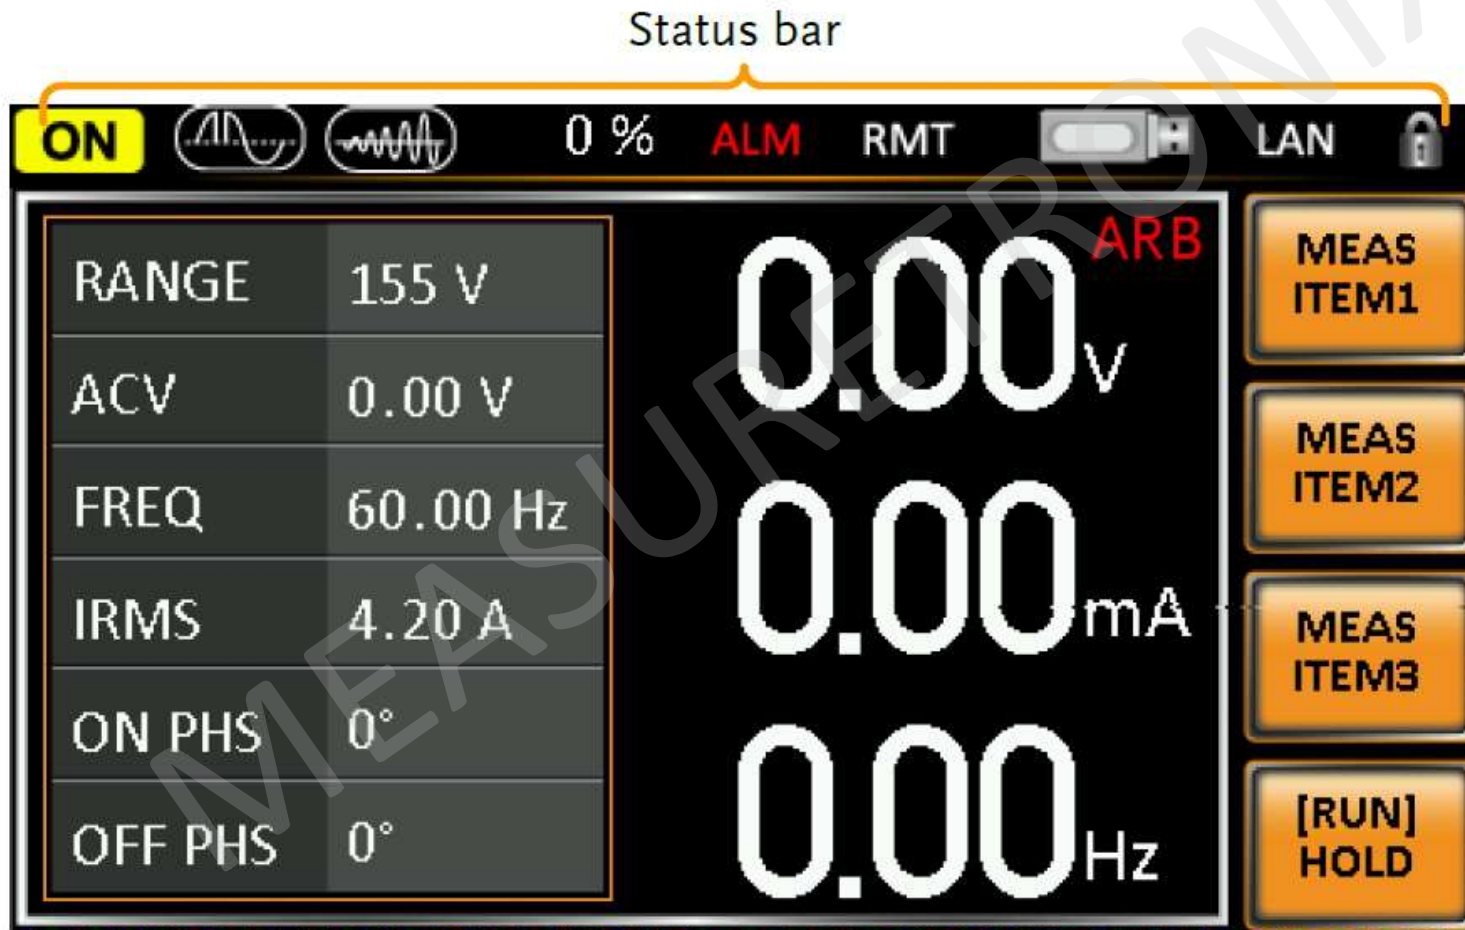 Status bar
ON 0 % ALM RMT LAN
RANGE 155 V
ACV 0.00 V
FREQ 60.00 Hz
IRMS 4.20 A
ON PHS 0°
OFF PHS 0°
ARB
0.00 V
0.00 mA
0.00 Hz
MEAS
ITEM1
MEAS
ITEM2
MEAS
ITEM3
[RUN]
HOLD
MEASURETRONIX